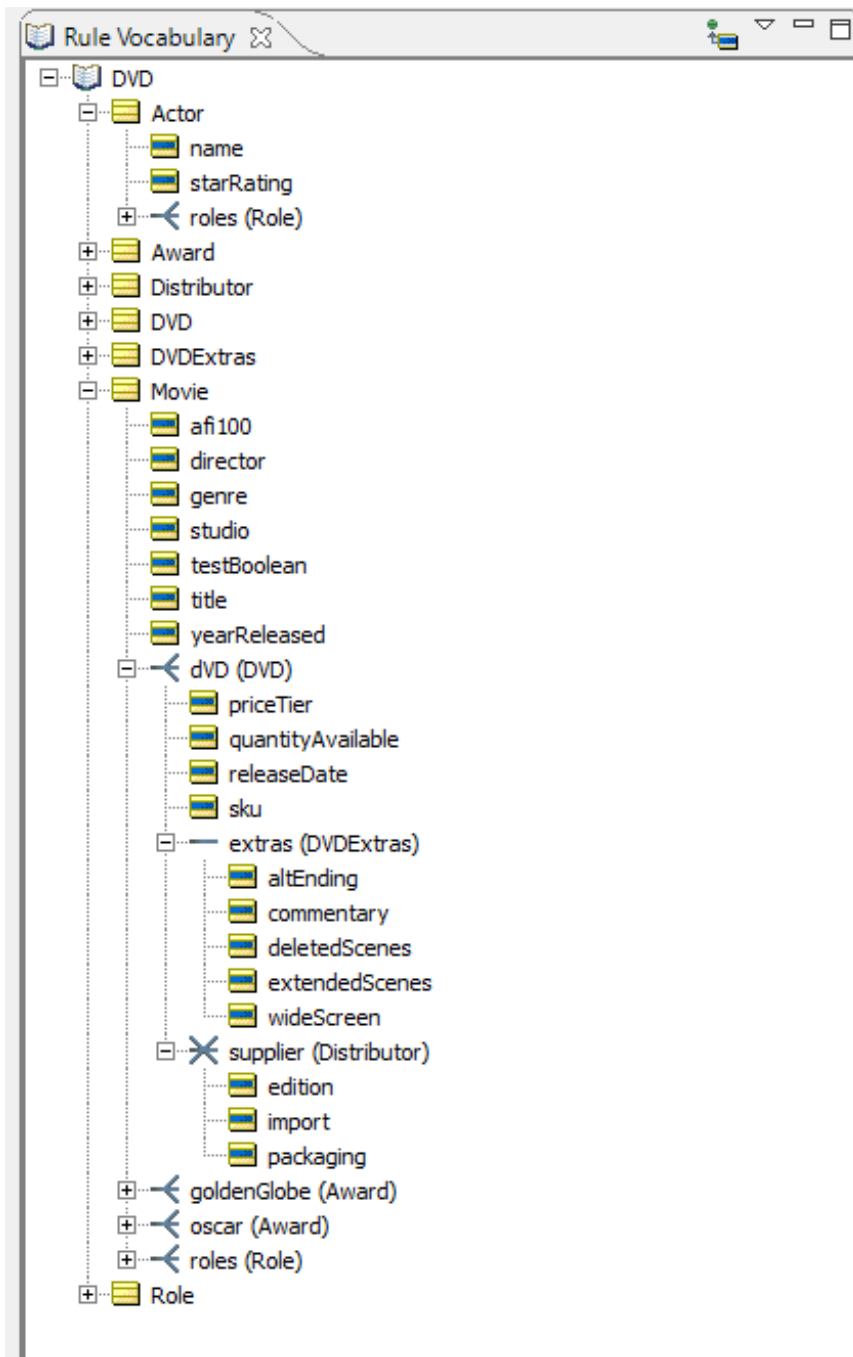 Rule Vocabulary
DVD
Actor
name
starRating
roles (Role)
Award
Distributor
DVD
DVDExtras
Movie
afi100
director
genre
studio
testBoolean
title
yearReleased
dVD (DVD)
priceTier
quantityAvailable
releaseDate
sku
extras (DVDExtras)
altEnding
commentary
deletedScenes
extendedScenes
wideScreen
supplier (Distributor)
edition
import
packaging
goldenGlobe (Award)
oscar (Award)
roles (Role)
Role